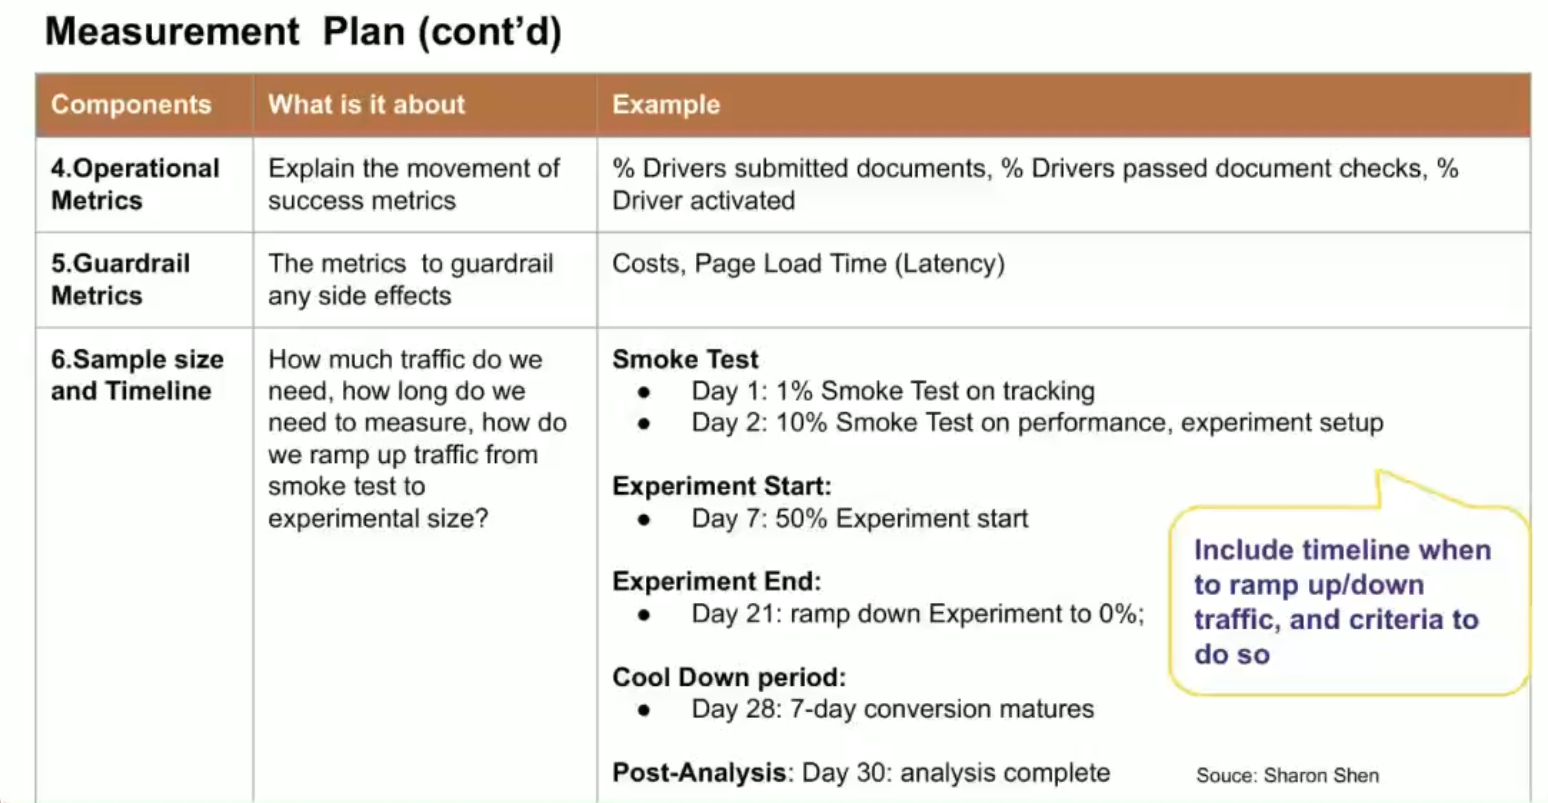 Measurement Plan (cont’d)
Components
What is it about
Example
4.Operational
Metrics
Explain the movement of
success metrics
% Drivers submitted documents, % Drivers passed document checks, %
Driver activated
5.Guardrail
Metrics
The metrics to guardrail
any side effects
Costs, Page Load Time (Latency)
6.Sample size
and Timeline
How much traffic do we
need, how long do we
need to measure, how do
we ramp up traffic from
smoke test to
experimental size?
Smoke Test
● Day 1: 1% Smoke Test on tracking
● Day 2: 10% Smoke Test on performance, experiment setup
Experiment Start:
● Day 7: 50% Experiment start
Experiment End:
● Day 21: ramp down Experiment to 0%;
Cool Down period:
● Day 28: 7-day conversion matures
Post-Analysis: Day 30: analysis complete
Include timeline when
to ramp up/down
traffic, and criteria to
do so
Souce: Sharon Shen